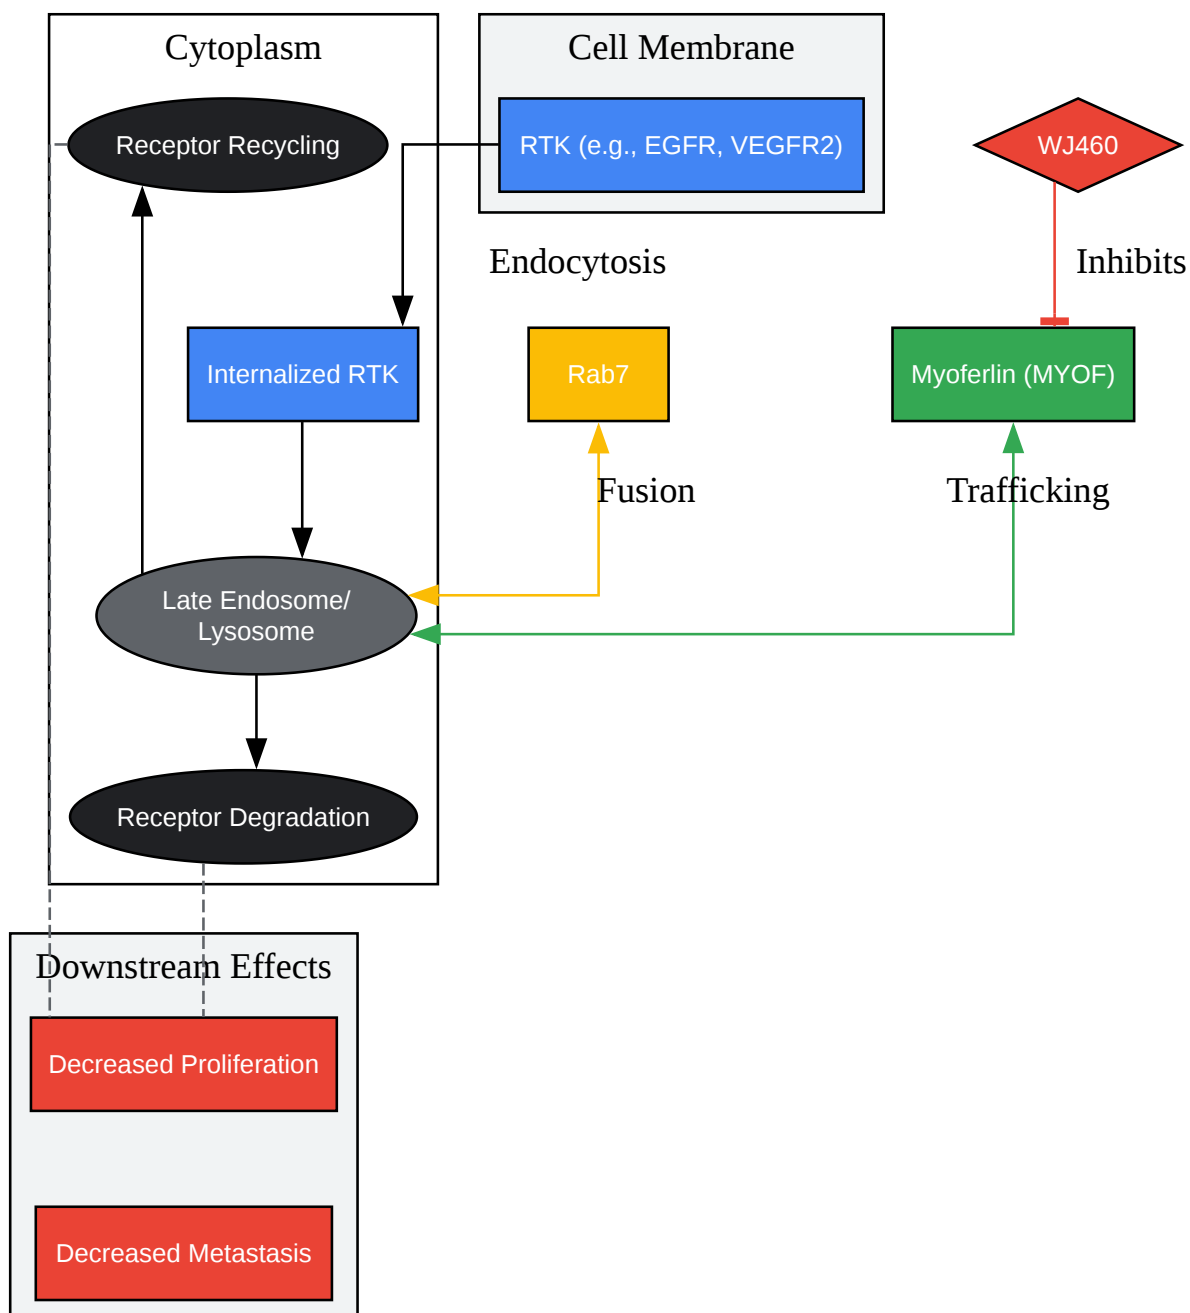 Cytoplasm
Cell Membrane
Receptor Recycling
RTK (e.g., EGFR, VEGFR2)
WJ460
Endocytosis
Inhibits
Internalized RTK
Rab7
Myoferlin (MYOF)
Fusion
Trafficking
Late Endosome/
Lysosome
Receptor Degradation
Downstream Effects
Decreased Proliferation
Decreased Metastasis